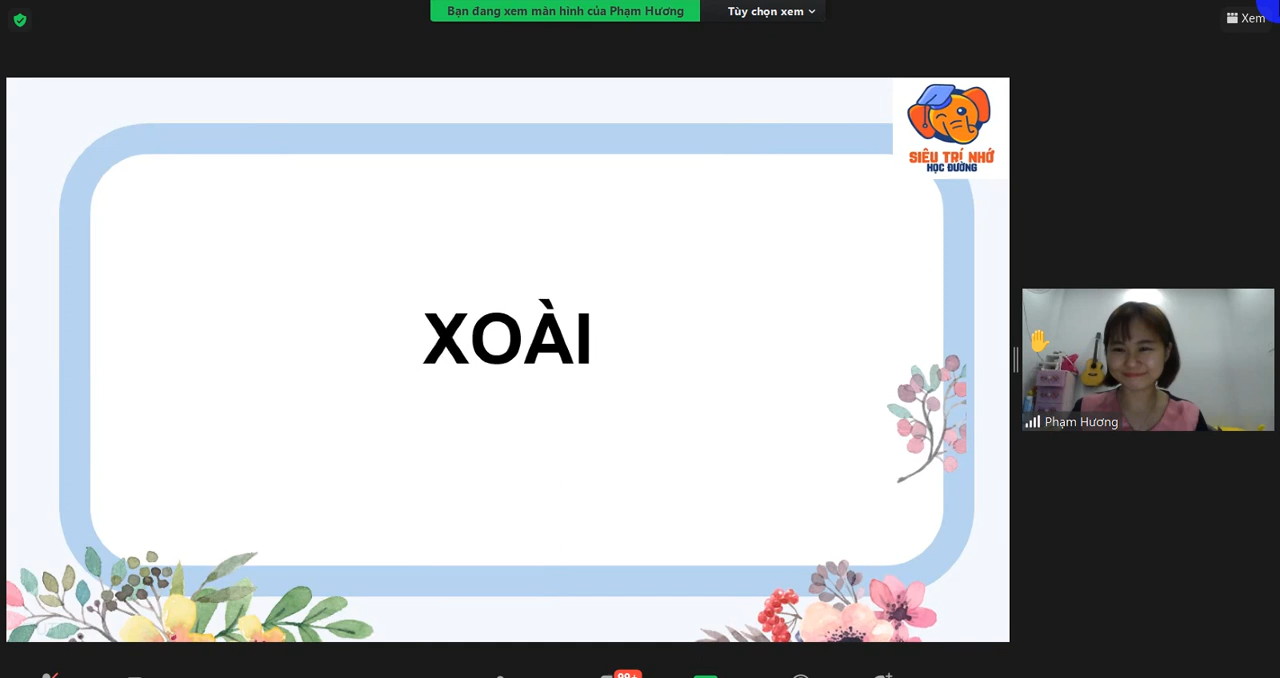 Bạn đang xem màn hình của Phạm Hương
Tùy chọn xem
Xem
SIÊU TRÍ NHỚ
HỌC ĐƯỜNG
XOÀI
Phạm Hương
99+